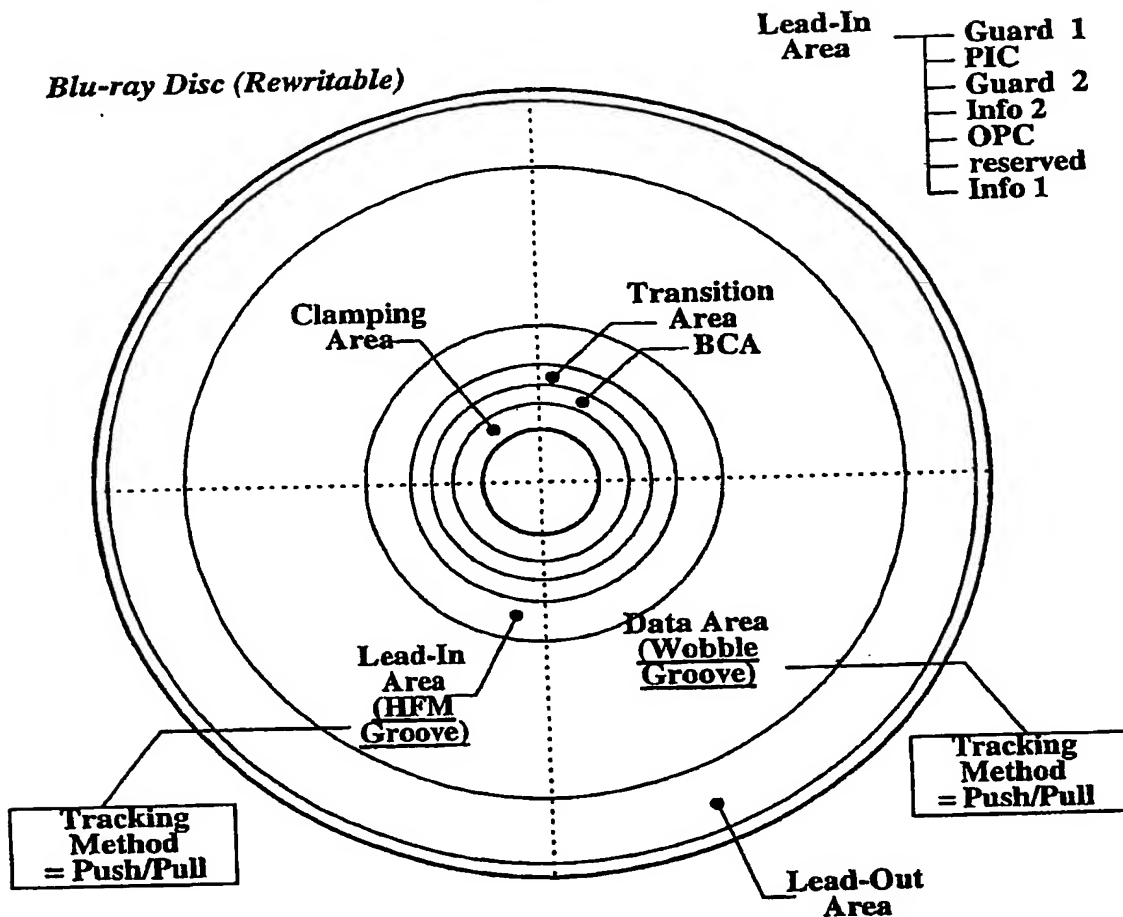 Lead-In
Area
Guard 1
PIC
Guard 2
Info 2
OPC
reserved
Info 1
Blu-ray Disc (Rewritable)
Clamping
Area
Transition
Area
BCA
Lead-In
Area
(HFM
Groove)
Data Area
(Wobble
Groove)
Tracking
Method
= Push/Pull
Tracking
Method
= Push/Pull
Lead-Out
Area